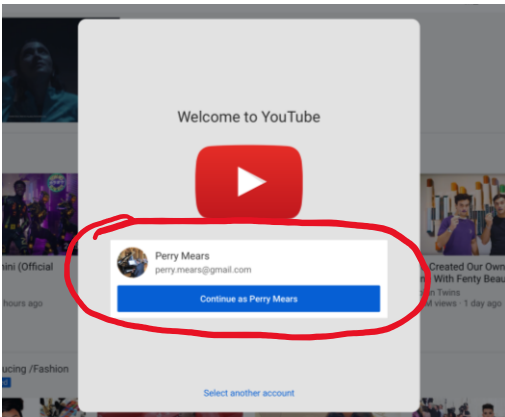 Welcome to YouTube
Perry Mears
perry.mears@gmail.com
Continue as Perry Mears
Select another account
nini (Official
hours ago
ucing /Fashion
Created Our Own
With Fenty Beau
Twins
M views · 1 day ago